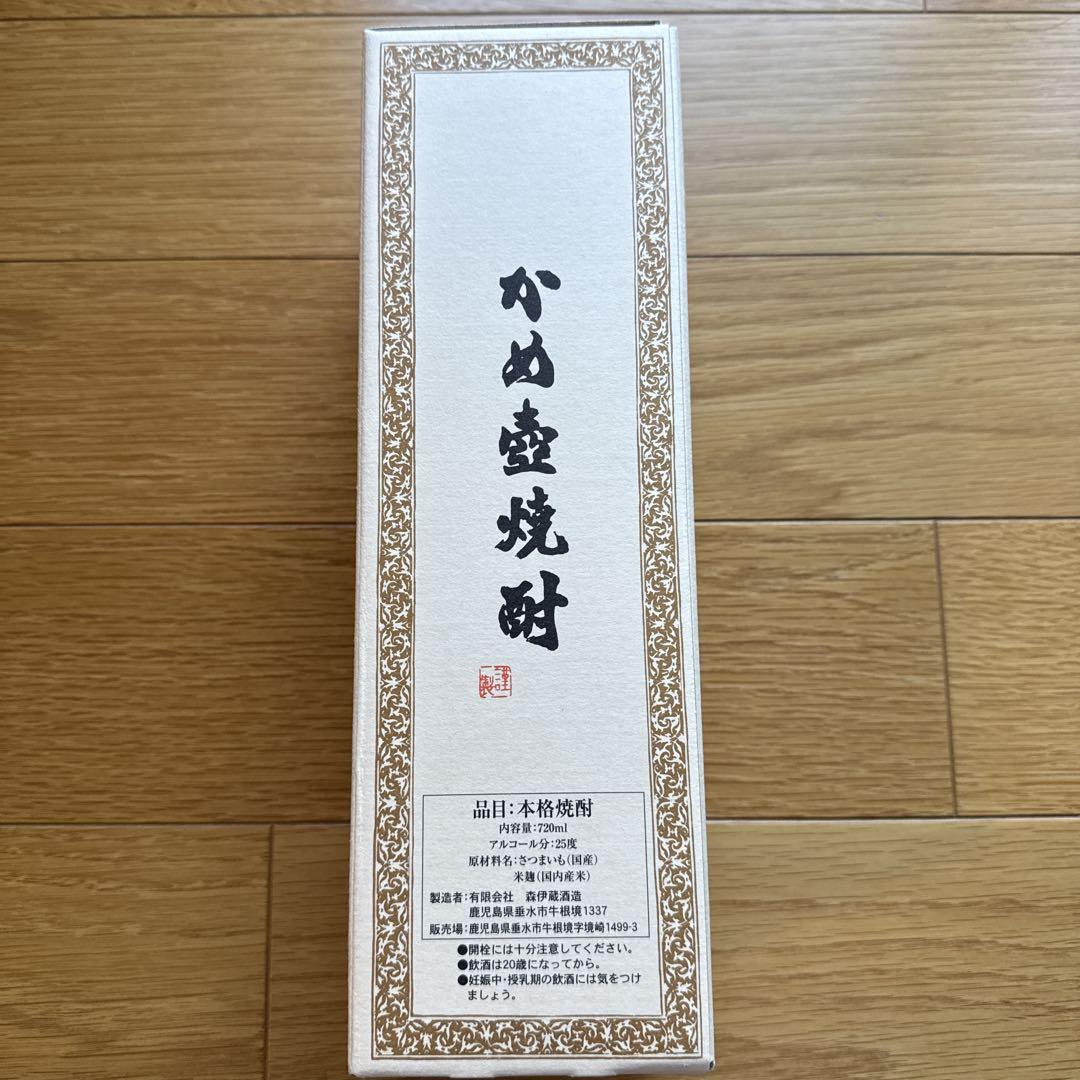 かめ壺焼酎
謹製
品目:本格焼酎
内容量:720ml
アルコール分:25度
原材料名:さつまいも(国産)
米麹(国内産米)
製造者:有限会社 森伊蔵酒造
鹿児島県垂水市牛根境1337
販売場:鹿児島県垂水市牛根境字境崎1499-3
●開栓には十分注意してください。
●飲酒は20歳になってから。
●妊娠中・授乳期の飲酒には気をつけ
ましょう。